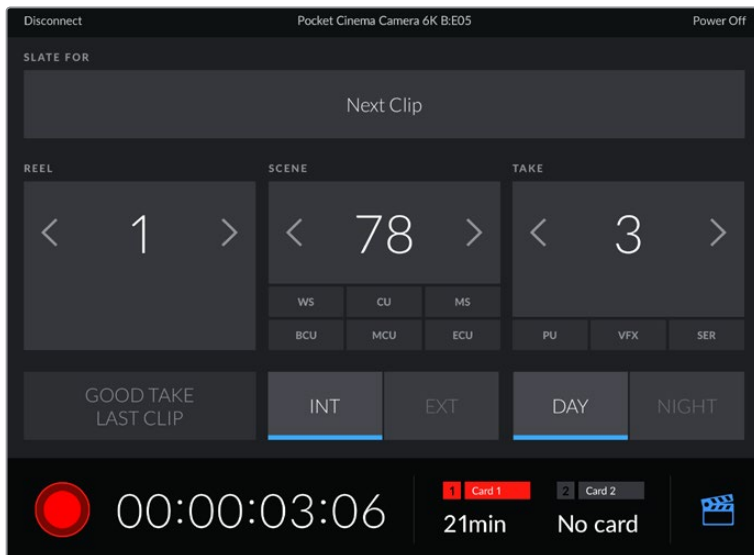 Disconnect Pocket Cinema Camera 6K B:E05 Power Off
SLATE FOR
Next Clip
REEL SCENE TAKE
< 1 > < 78 > < 3 >
WS CU MS
BCU MCU ECU PU VFX SER
GOOD TAKE
LAST CLIP
INT EXT DAY NIGHT
00:00:03:06
1 Card 1 2 Card 2
21min No card